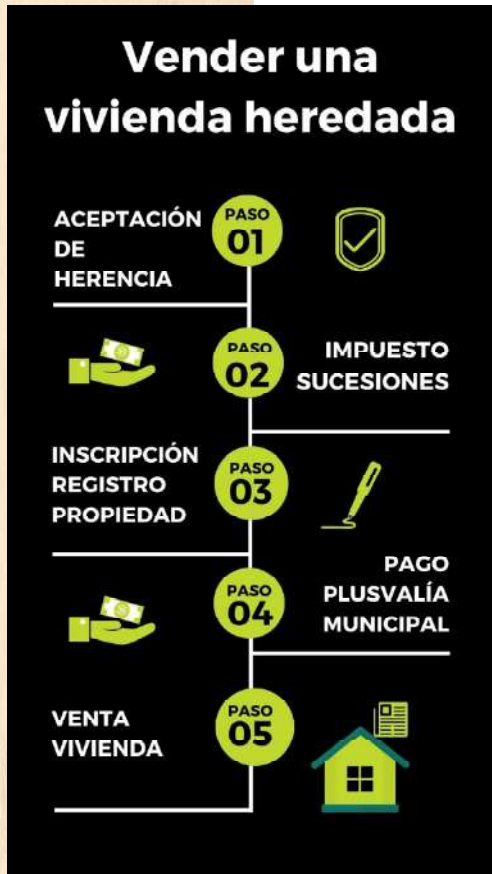 Vender una
vivienda heredada
ACEPTACIÓN
DE
HERENCIA
PASO
01
PASO
02
IMPUESTO
SUCESIONES
INSCRIPCIÓN
REGISTRO
PROPIEDAD
PASO
03
PASO
04
PAGO
PLUSVALÍA
MUNICIPAL
VENTA
VIVIENDA
PASO
05